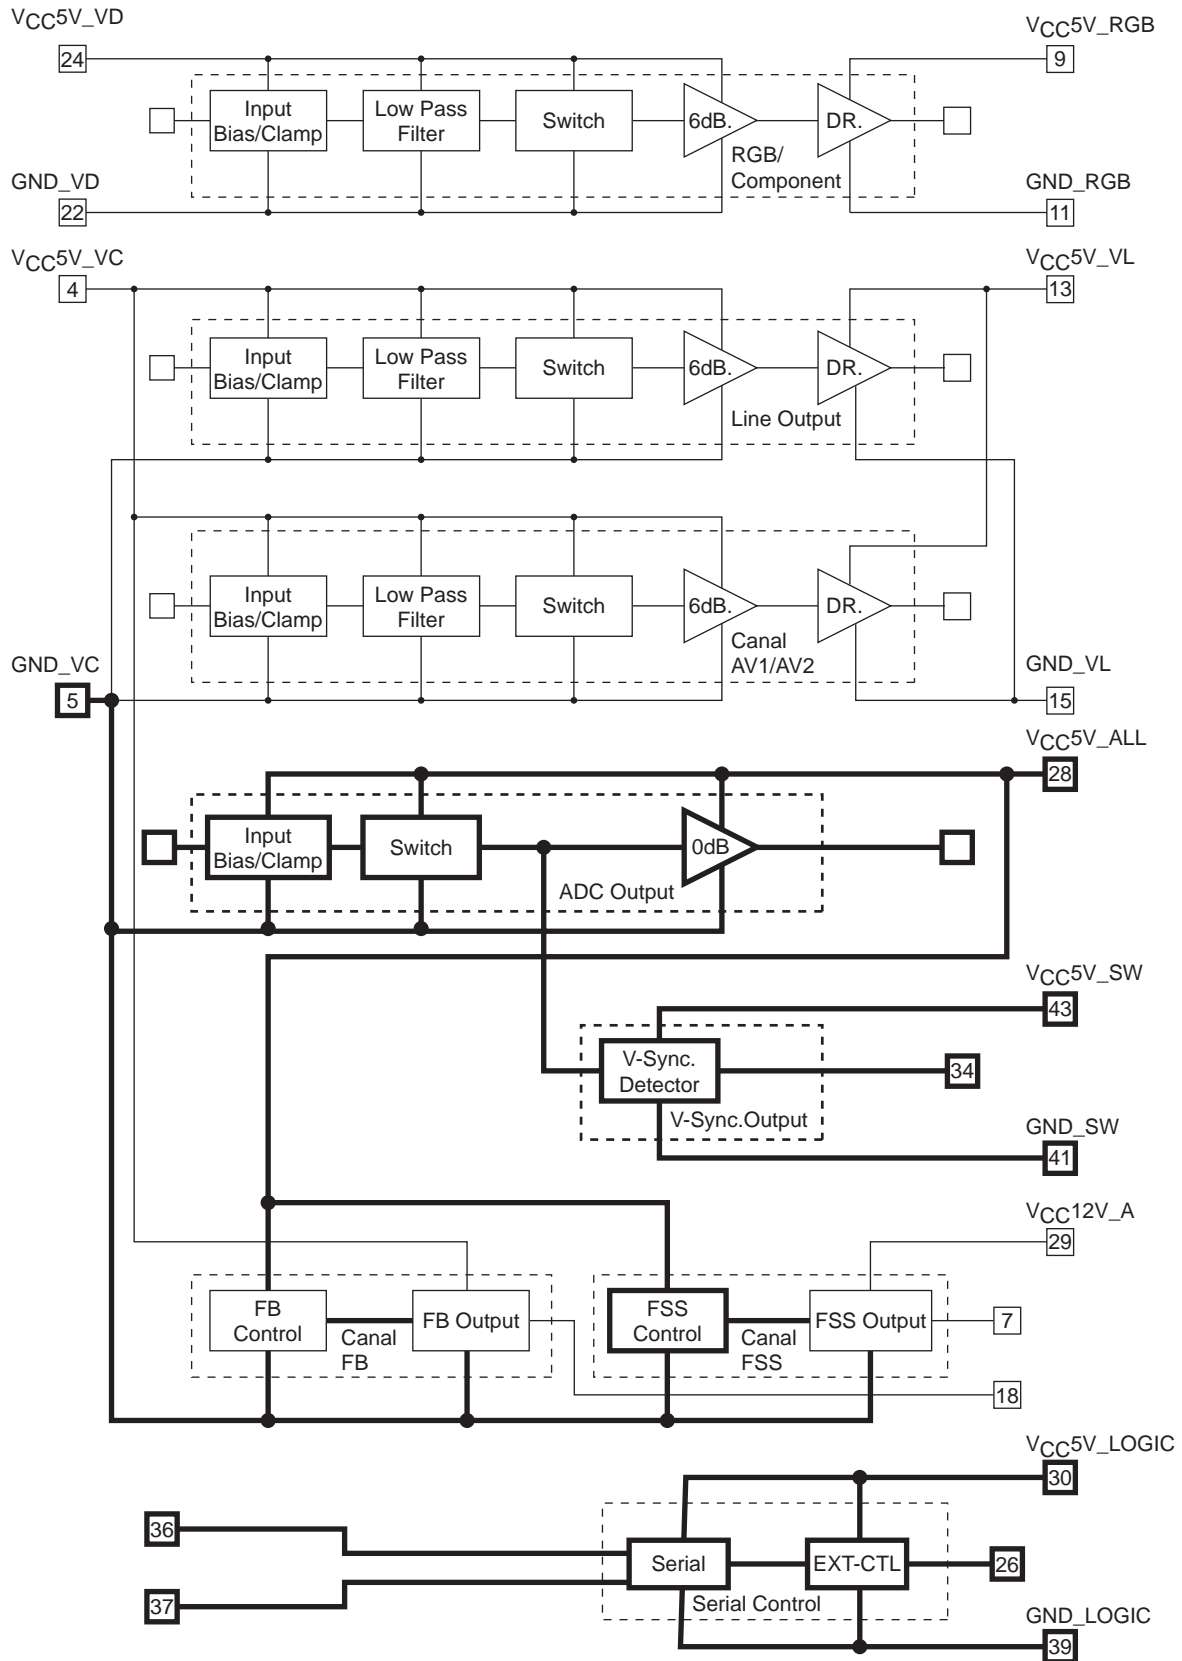 VCC5V_VD
VCC5V_RGB
24
9
Input
Bias/Clamp
Low Pass
Filter
Switch
6dB.
DR.
RGB/
Component
GND_VD
GND_RGB
22
11
VCC5V_VC
VCC5V_VL
4
13
Input
Bias/Clamp
Low Pass
Filter
Switch
6dB.
DR.
Line Output
Input
Bias/Clamp
Low Pass
Filter
Switch
6dB.
DR.
Canal
AV1/AV2
GND_VC
GND_VL
5
15
VCC5V_ALL
28
Input
Bias/Clamp
Switch
0dB
ADC Output
VCC5V_SW
43
V-Sync.
Detector
34
V-Sync.Output
GND_SW
41
VCC12V_A
29
FB
Control
Canal
FB
FB Output
FSS
Control
Canal
FSS
FSS Output
7
18
VCC5V_LOGIC
30
36
Serial
EXT-CTL
26
37
Serial Control
GND_LOGIC
39